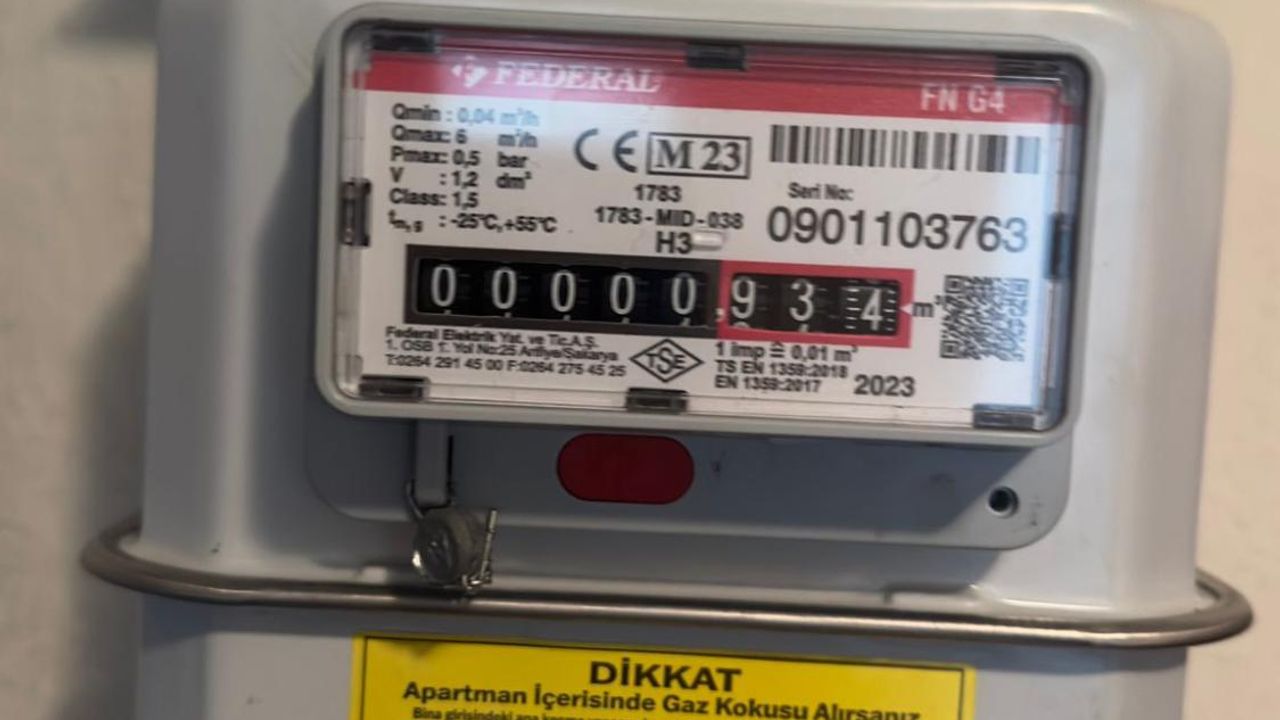 FEDERAL
FN G4
Qmin : 0,04 m³/h
Qmax: 6 m³/h
Pmax: 0,5 bar
V : 1,2 dm³
Class: 1,5
tm, g : -25°C,+55°C
CE M 23
1783
1783-MID-038
H3
Seri No:
0901103763
00000,934 m³
Federal Elektrik Yat. ve Tic.A.Ş.
1. OSB 1. Yol No:25 Arifiye/Sakarya
T:0264 291 45 00 F:0264 275 45 25
TSE
1 imp ≙ 0,01 m³
TS EN 1359:2018
EN 1359:2017
2023
DİKKAT
Apartman İçerisinde Gaz Kokusu Alırsanız
Bina girişindeki ana